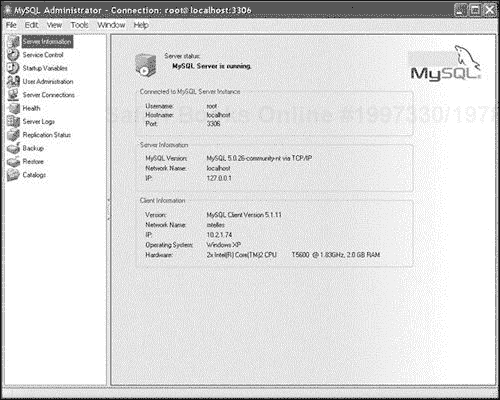 MySQL Administrator - Connection: root@localhost:3306
File Edit View Tools Window Help
Server Information
Service Control
Startup Variables
User Administration
Server Connections
Health
Server Logs
Replication Status
Backup
Restore
Catalogs
Server status:
MySQL Server is running.
MySQL
Connected to MySQL Server Instance
Username: root
Hostname: localhost
Port: 3306
Books Online #1997330/1978
Server Information
MySQL Version: MySQL 5.0.26-community-nt via TCP/IP
Network Name: localhost
IP: 127.0.0.1
Client Information
Version: MySQL Client Version 5.1.11
Network Name: mtelles
IP: 10.2.1.74
Operating System: Windows XP
Hardware: 2x Intel(R) Core(TM)2 CPU T5600 @ 1.83GHz, 2.0 GB RAM